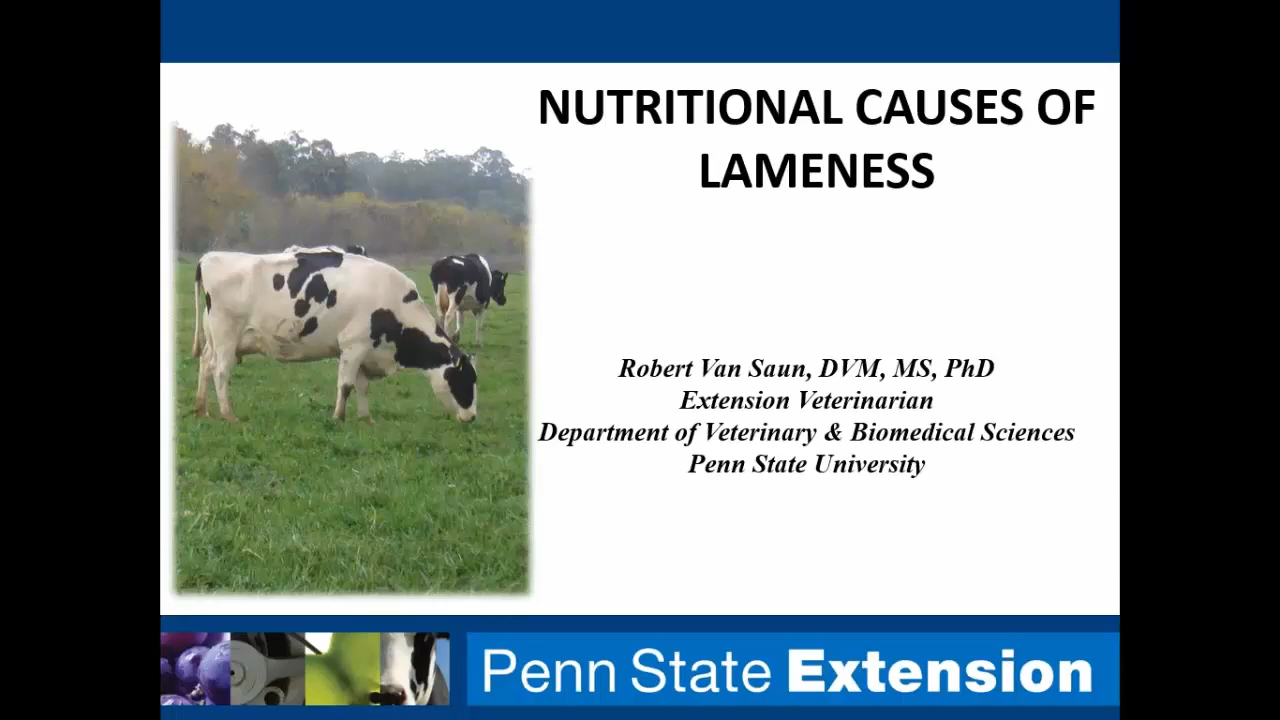 NUTRITIONAL CAUSES OF
LAMENESS
Robert Van Saun, DVM, MS, PhD
Extension Veterinarian
Department of Veterinary & Biomedical Sciences
Penn State University
Penn State Extension